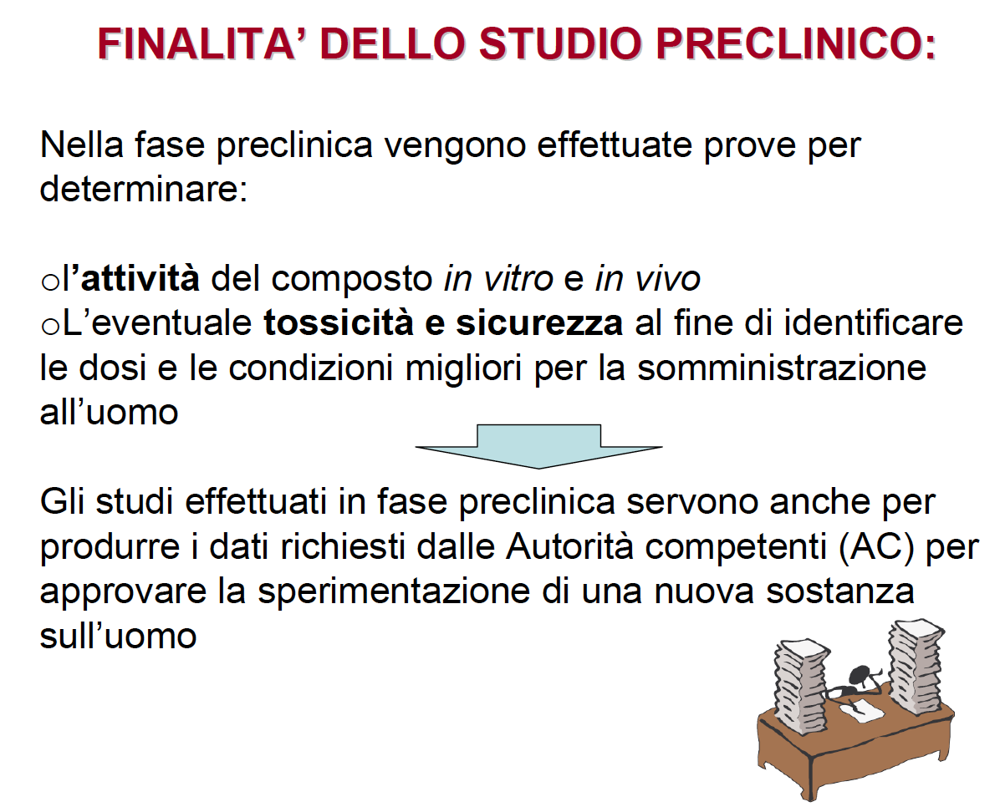 FINALITA’ DELLO STUDIO PRECLINICO:
Nella fase preclinica vengono effettuate prove per
determinare:
○l’attività del composto in vitro e in vivo
○L’eventuale tossicità e sicurezza al fine di identificare
le dosi e le condizioni migliori per la somministrazione
all’uomo
Gli studi effettuati in fase preclinica servono anche per
produrre i dati richiesti dalle Autorità competenti (AC) per
approvare la sperimentazione di una nuova sostanza
sull’uomo